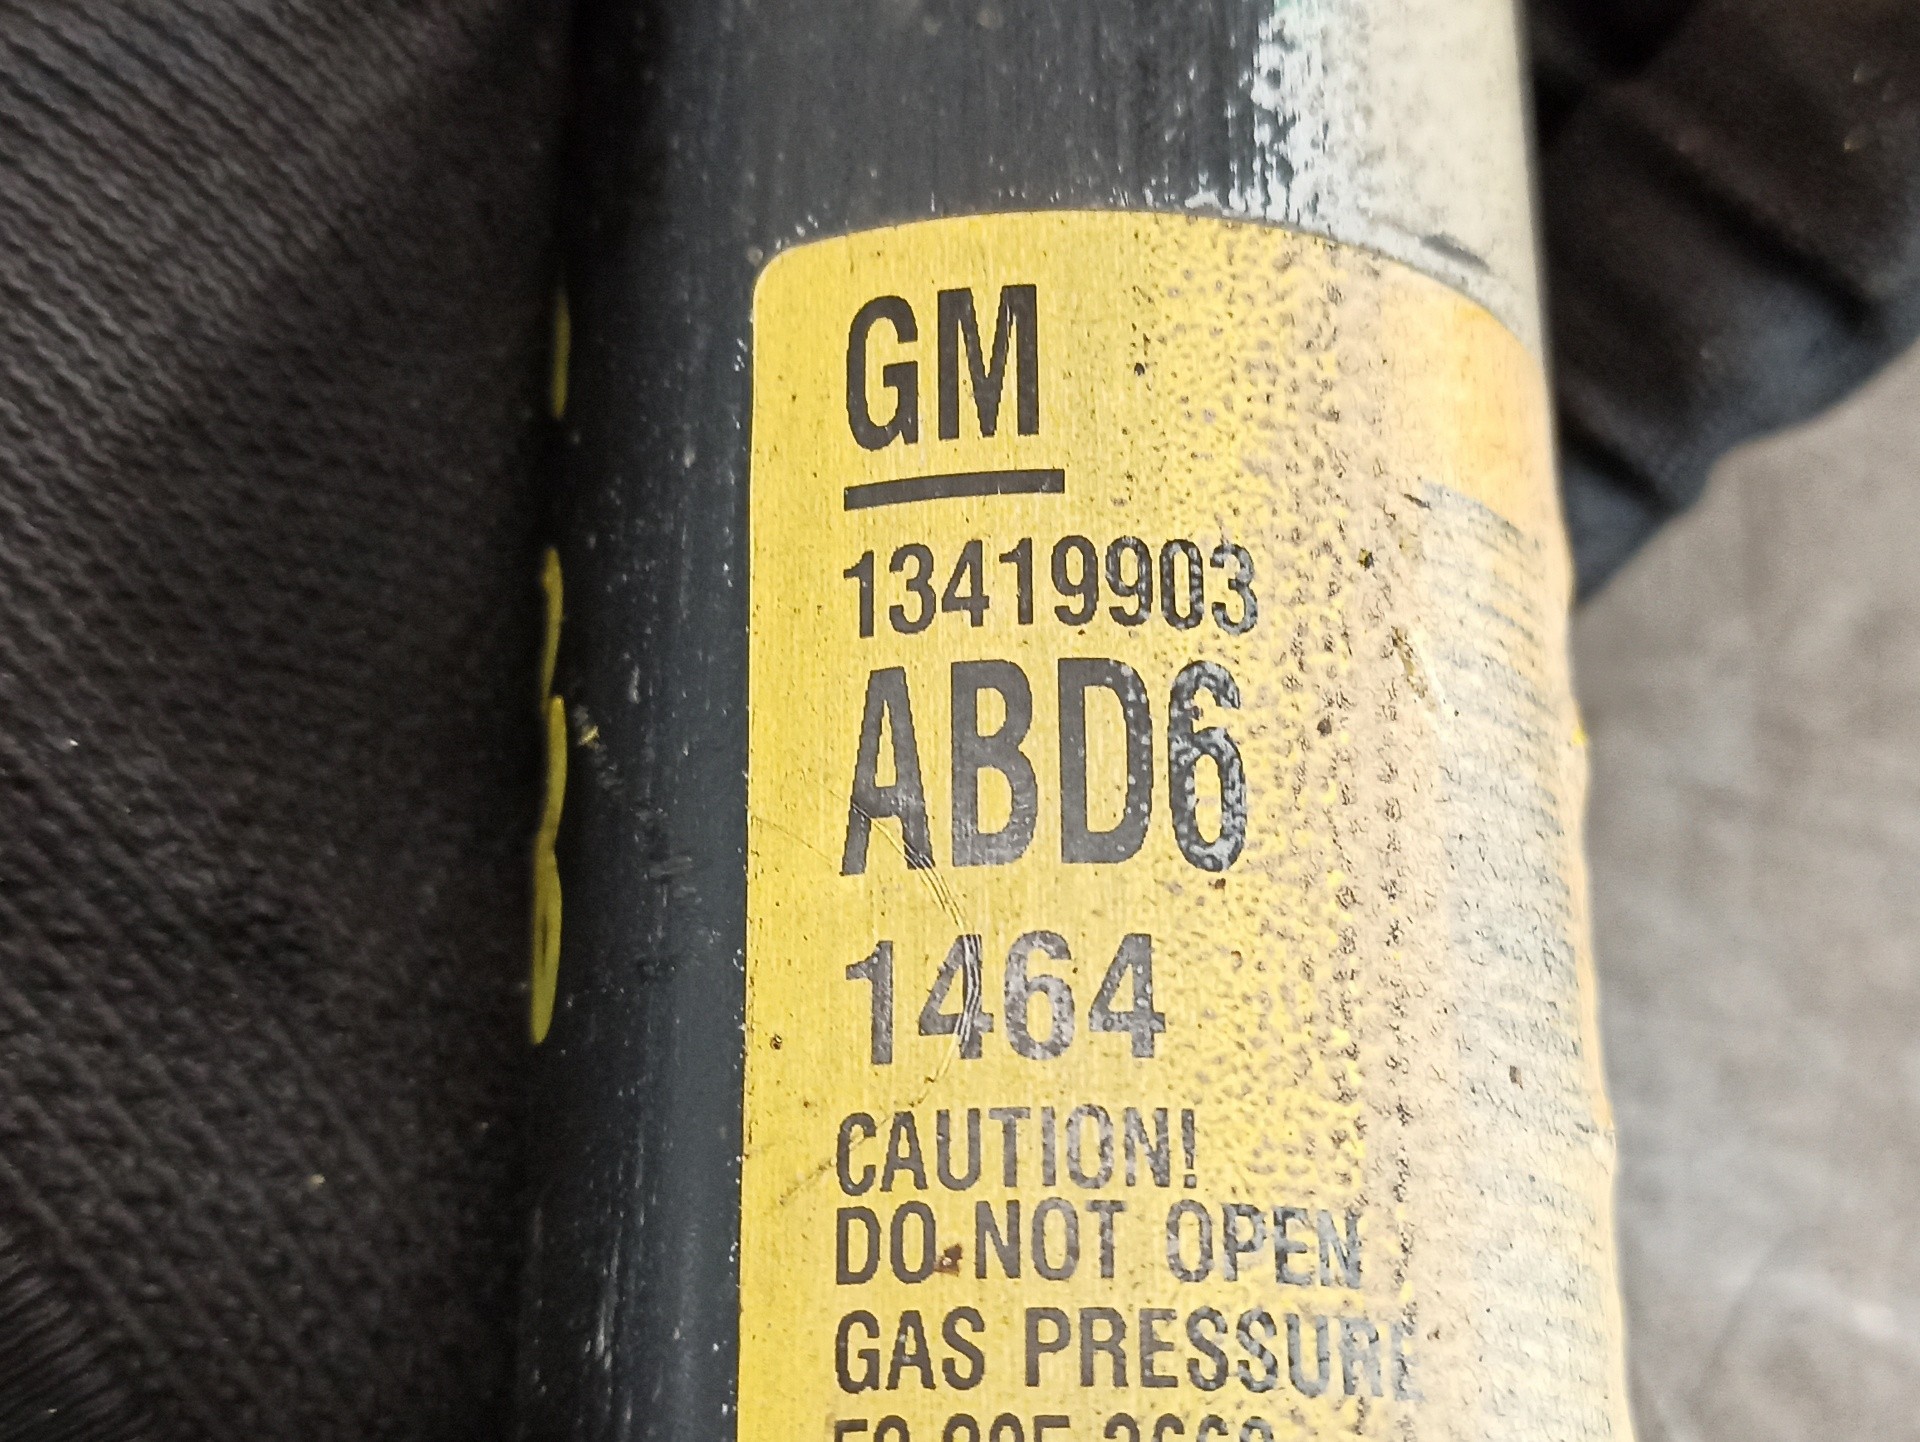 GM
13419903
ABD6
1464
CAUTION!
DO NOT OPEN
GAS PRESSURE